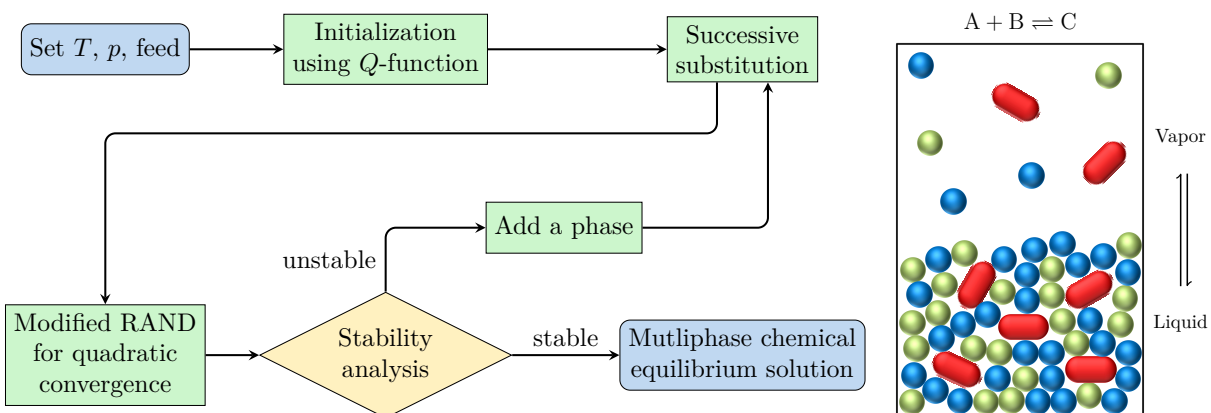 Set T, p, feed
Initialization
using Q-function
Successive
substitution
Add a phase
unstable
Modified RAND
for quadratic
convergence
Stability
analysis
stable
Mutliphase chemical
equilibrium solution
A + B ⇌ C
Vapor
Liquid